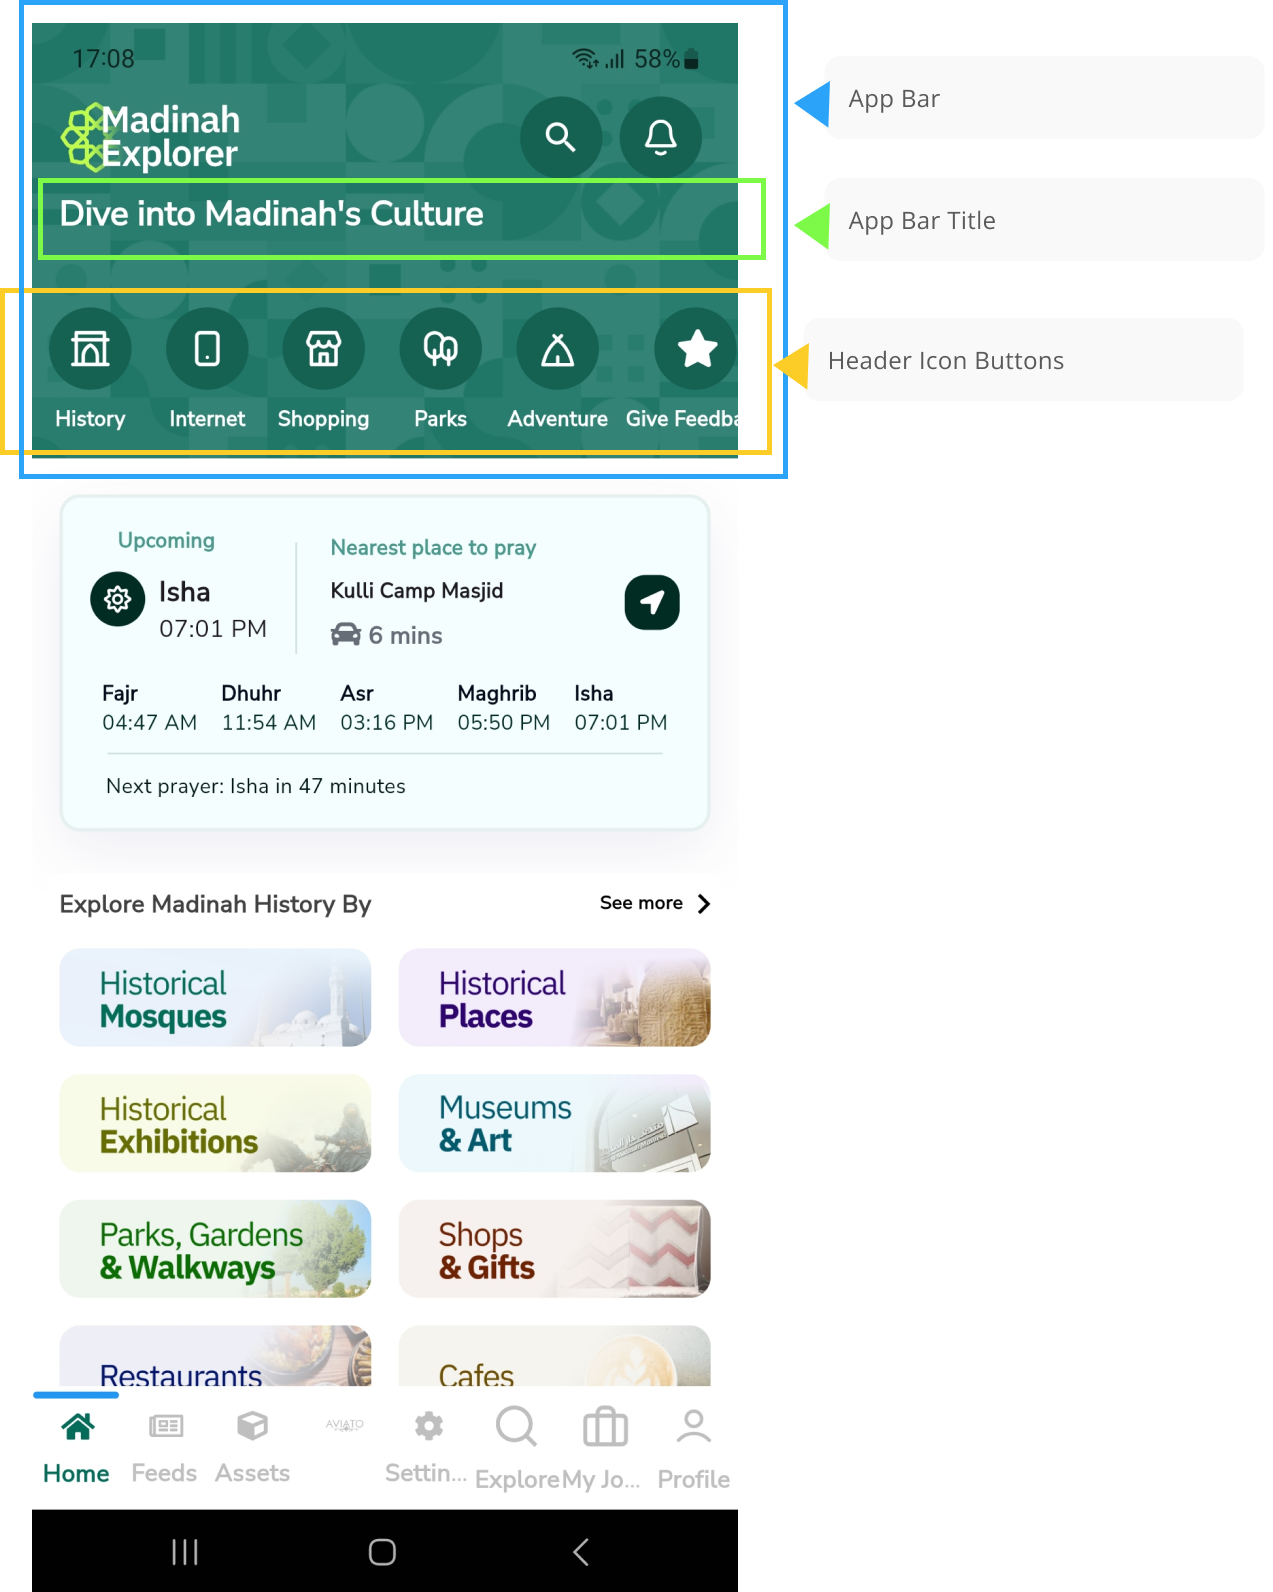 17:08
58%
Madinah
Explorer
Dive into Madinah's Culture
History
Internet
Shopping
Parks
Adventure
Give Feedba
App Bar
App Bar Title
Header Icon Buttons
Upcoming
Isha
07:01 PM
Nearest place to pray
Kulli Camp Masjid
6 mins
Fajr
04:47 AM
Dhuhr
11:54 AM
Asr
03:16 PM
Maghrib
05:50 PM
Isha
07:01 PM
Next prayer: Isha in 47 minutes
Explore Madinah History By
See more
Historical
Mosques
Historical
Places
Historical
Exhibitions
Museums
& Art
Parks, Gardens
& Walkways
Shops
& Gifts
Restaurants
Cafes
AVIATO
Home
Feeds
Assets
Settin...
Explore
My Jo...
Profile